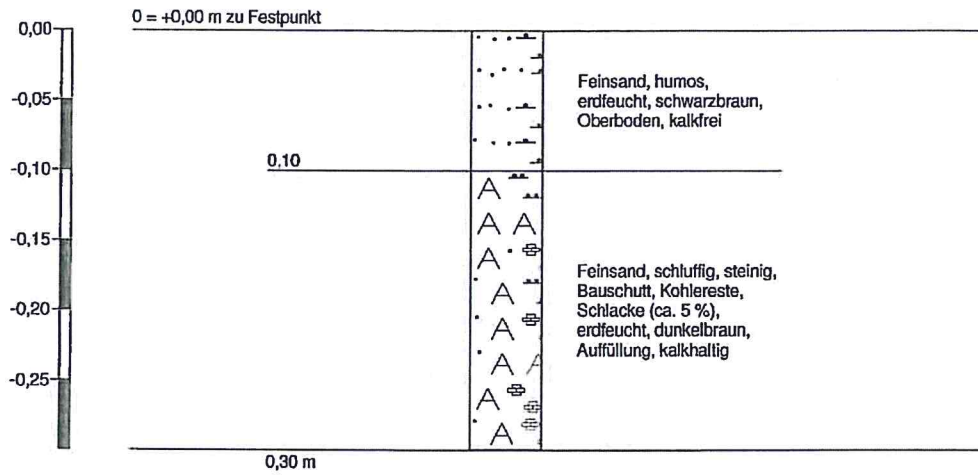 0 = +0,00 m zu Festpunkt
0,00
-0,05
-0,10
-0,15
-0,20
-0,25
Feinsand, humos,
erdfeucht, schwarzbraun,
Oberboden, kalkfrei
0,10
Feinsand, schluffig, steinig,
Bauschutt, Kohlereste,
Schlacke (ca. 5 %),
erdfeucht, dunkelbraun,
Auffüllung, kalkhaltig
0,30 m